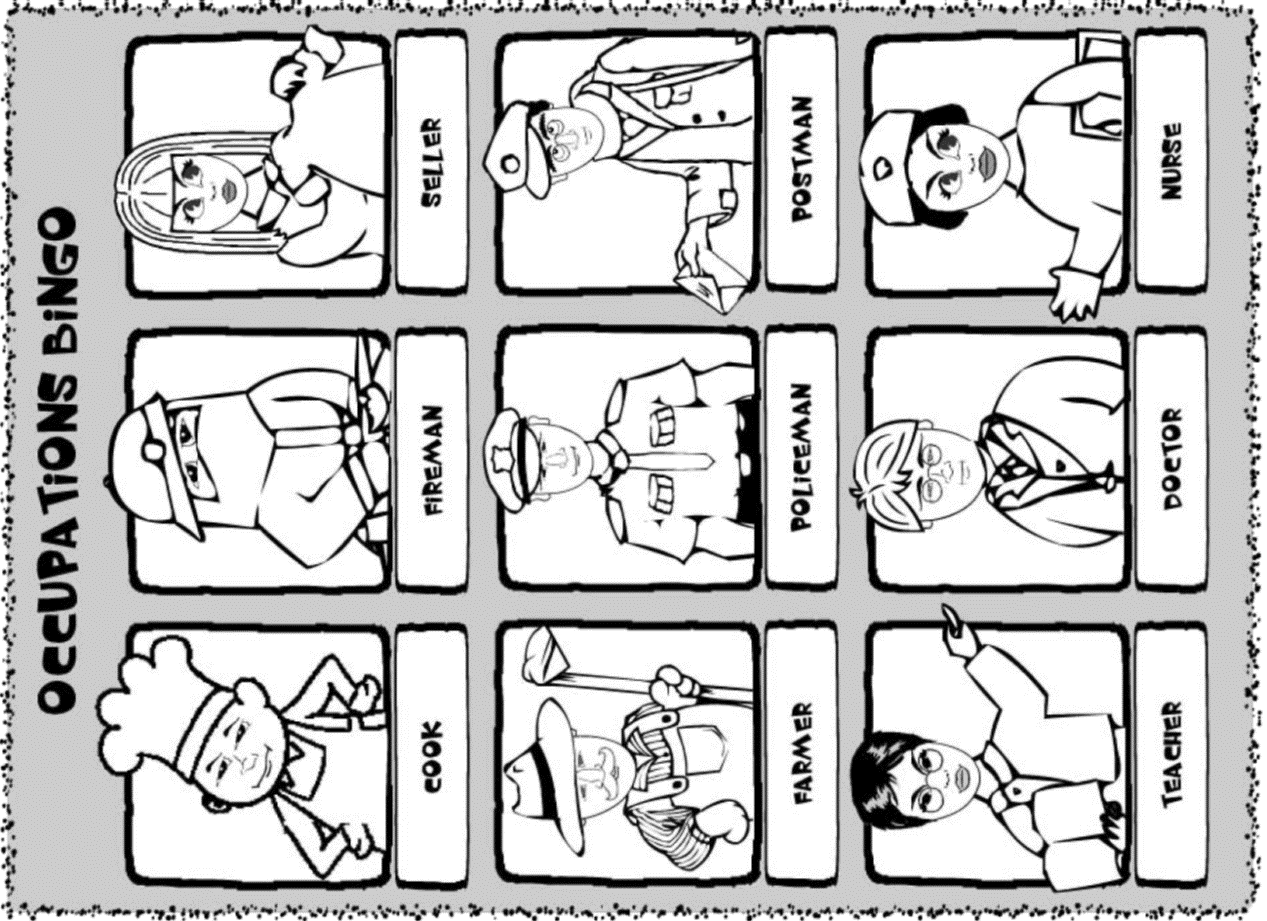 OCCUPATIONS BiNGO
COOK
FiREMAN
SELLER
FARMER
POLiCEMAN
POSTMAN
TEACHER
DOCTOR
NURSE